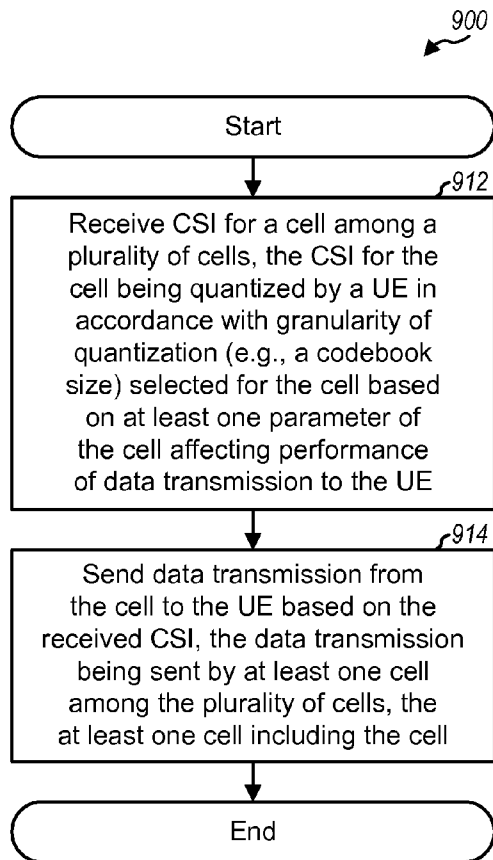 900
Start
912
Receive CSI for a cell among a
plurality of cells, the CSI for the
cell being quantized by a UE in
accordance with granularity of
quantization (e.g., a codebook
size) selected for the cell based
on at least one parameter of
the cell affecting performance
of data transmission to the UE
914
Send data transmission from
the cell to the UE based on the
received CSI, the data transmission
being sent by at least one cell
among the plurality of cells, the
at least one cell including the cell
End